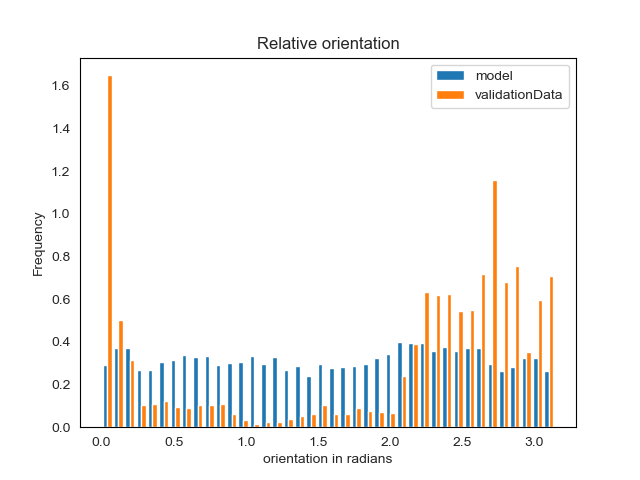 Relative orientation
model
validationData
Frequency
1.6
1.4
1.2
1.0
0.8
0.6
0.4
0.2
0.0
0.0 0.5 1.0 1.5 2.0 2.5 3.0
orientation in radians